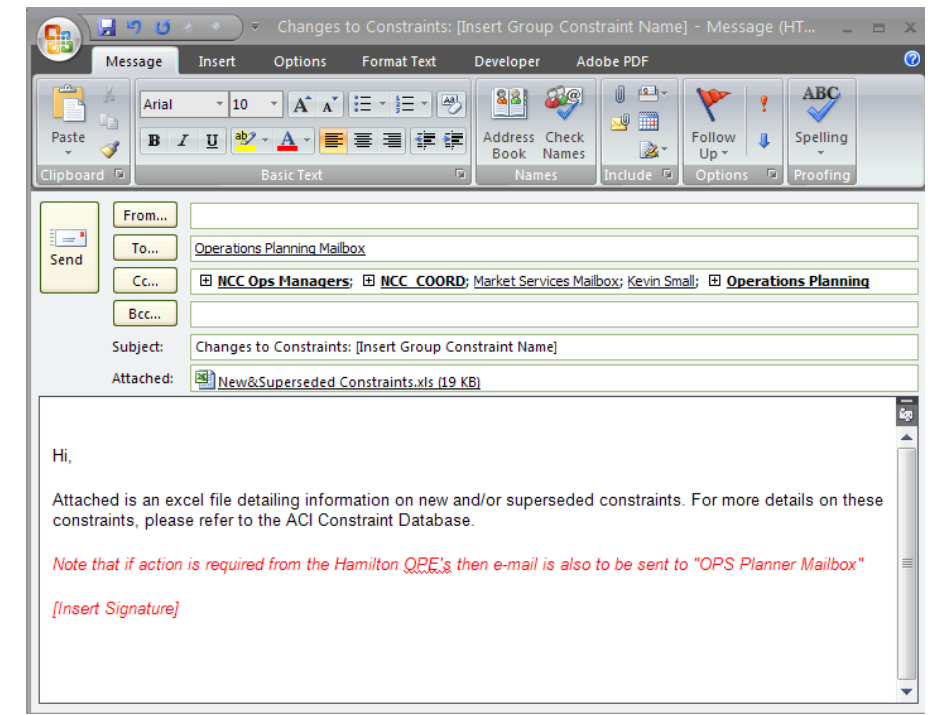 Changes to Constraints: [Insert Group Constraint Name] - Message (HT...
Message Insert Options Format Text Developer Adobe PDF
Arial 10
Paste
B I U ab A
Address Book
Check Names
Follow Up
ABC
Spelling
Clipboard Basic Text Names Include Options Proofing
Send
From...
To... Operations Planning Mailbox
Cc... NCC Ops Managers; NCC COORD; Market Services Mailbox; Kevin Small; Operations Planning
Bcc...
Subject: Changes to Constraints: [Insert Group Constraint Name]
Attached: New&Superseded Constraints.xls (19 KB)
Hi,
Attached is an excel file detailing information on new and/or superseded constraints. For more details on these
constraints, please refer to the ACI Constraint Database.
Note that if action is required from the Hamilton OPE's then e-mail is also to be sent to "OPS Planner Mailbox"
[Insert Signature]